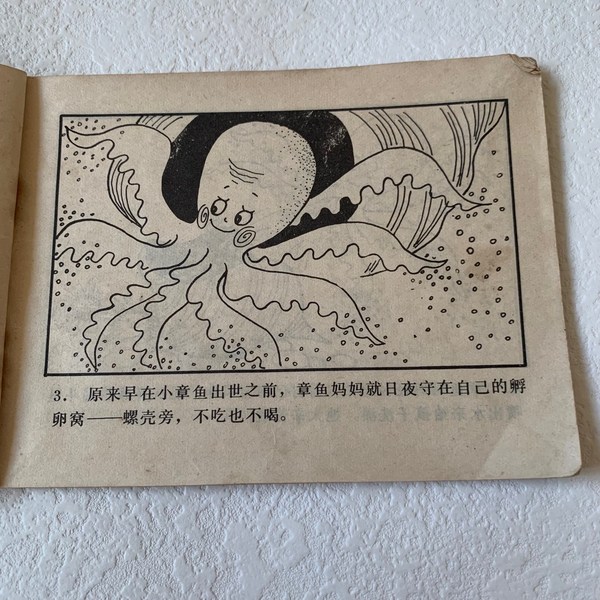 3. 原来早在小章鱼出世之前，章鱼妈妈就日夜守在自己的孵
卵窝——螺壳旁，不吃也不喝。